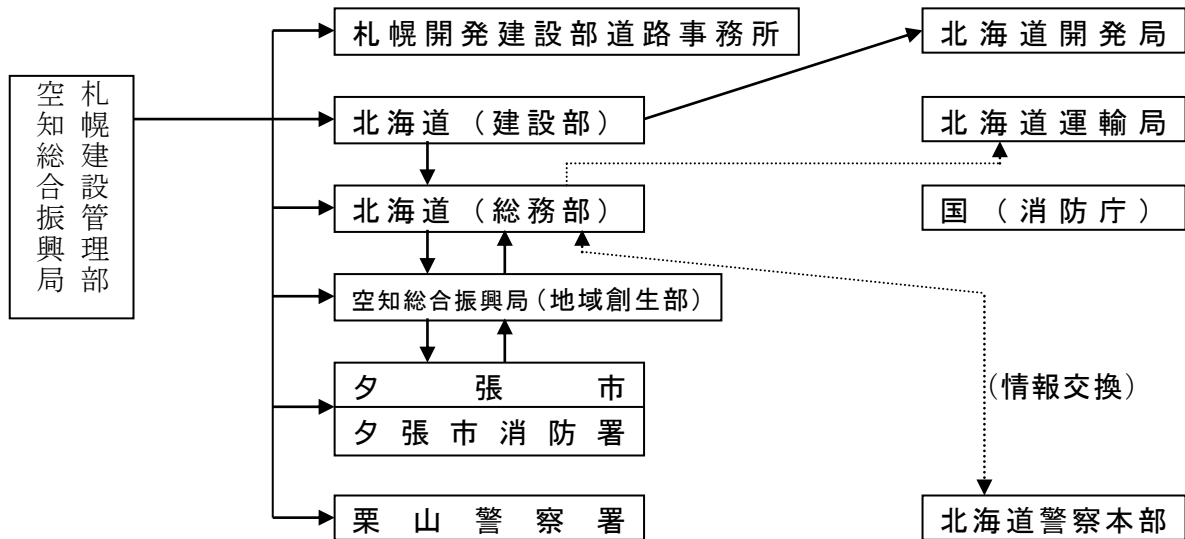 札幌建設管理部
空知総合振興局
札幌開発建設部道路事務所
北海道開発局
北海道（建設部）
北海道運輸局
北海道（総務部）
国（消防庁）
空知総合振興局（地域創生部）
夕張市
(情報交換)
夕張市消防署
栗山警察署
北海道警察本部